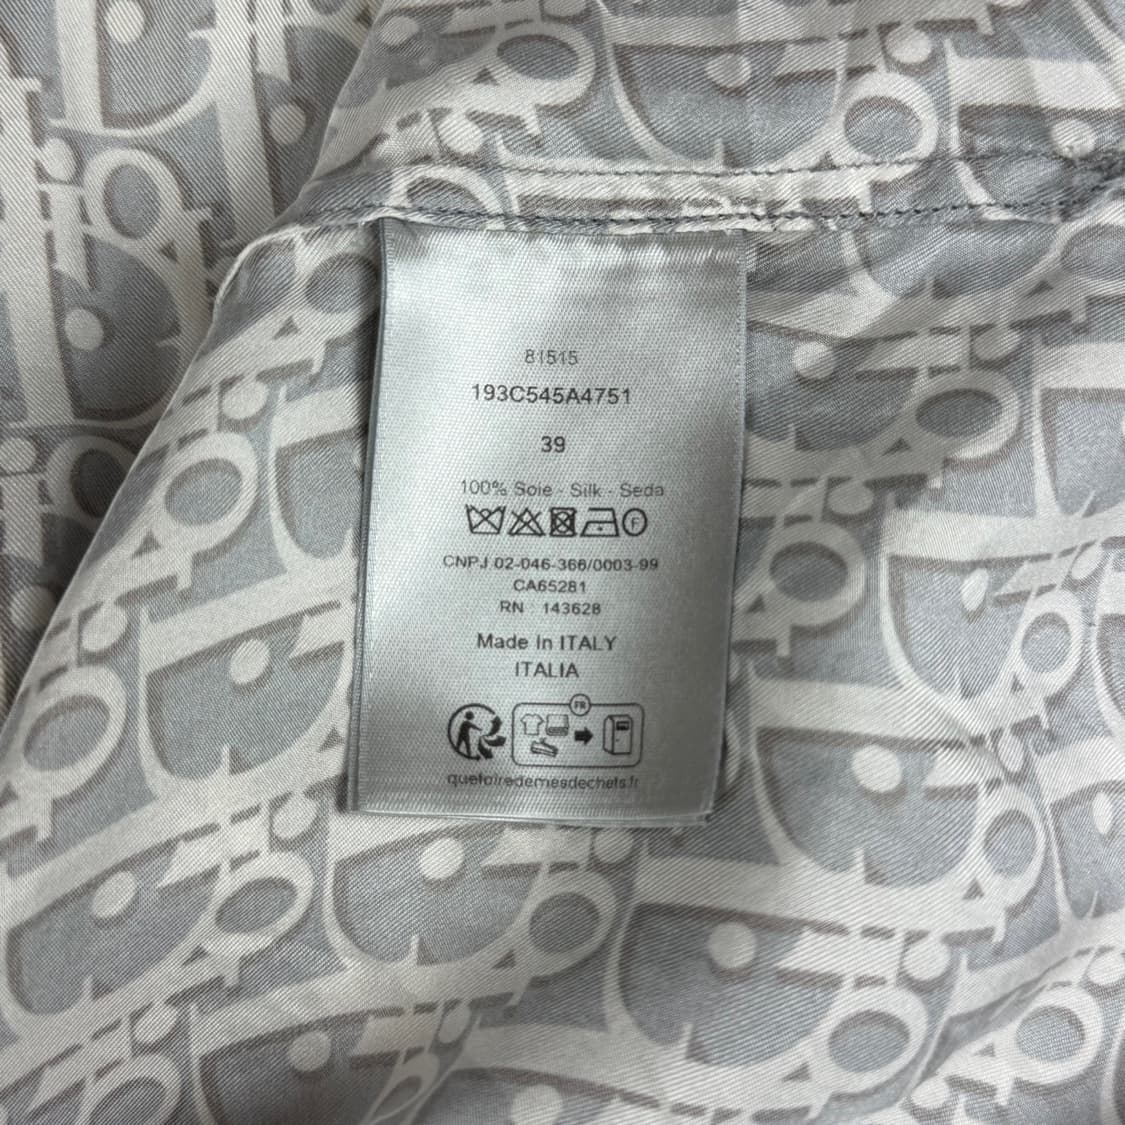 81515
193C545A4751
39
100% Soie - Silk - Seda
F
CNPJ 02-046-366/0003-99
CA65281
RN 143628
Made In ITALY
ITALIA
FR
quefairedemesdechets.fr